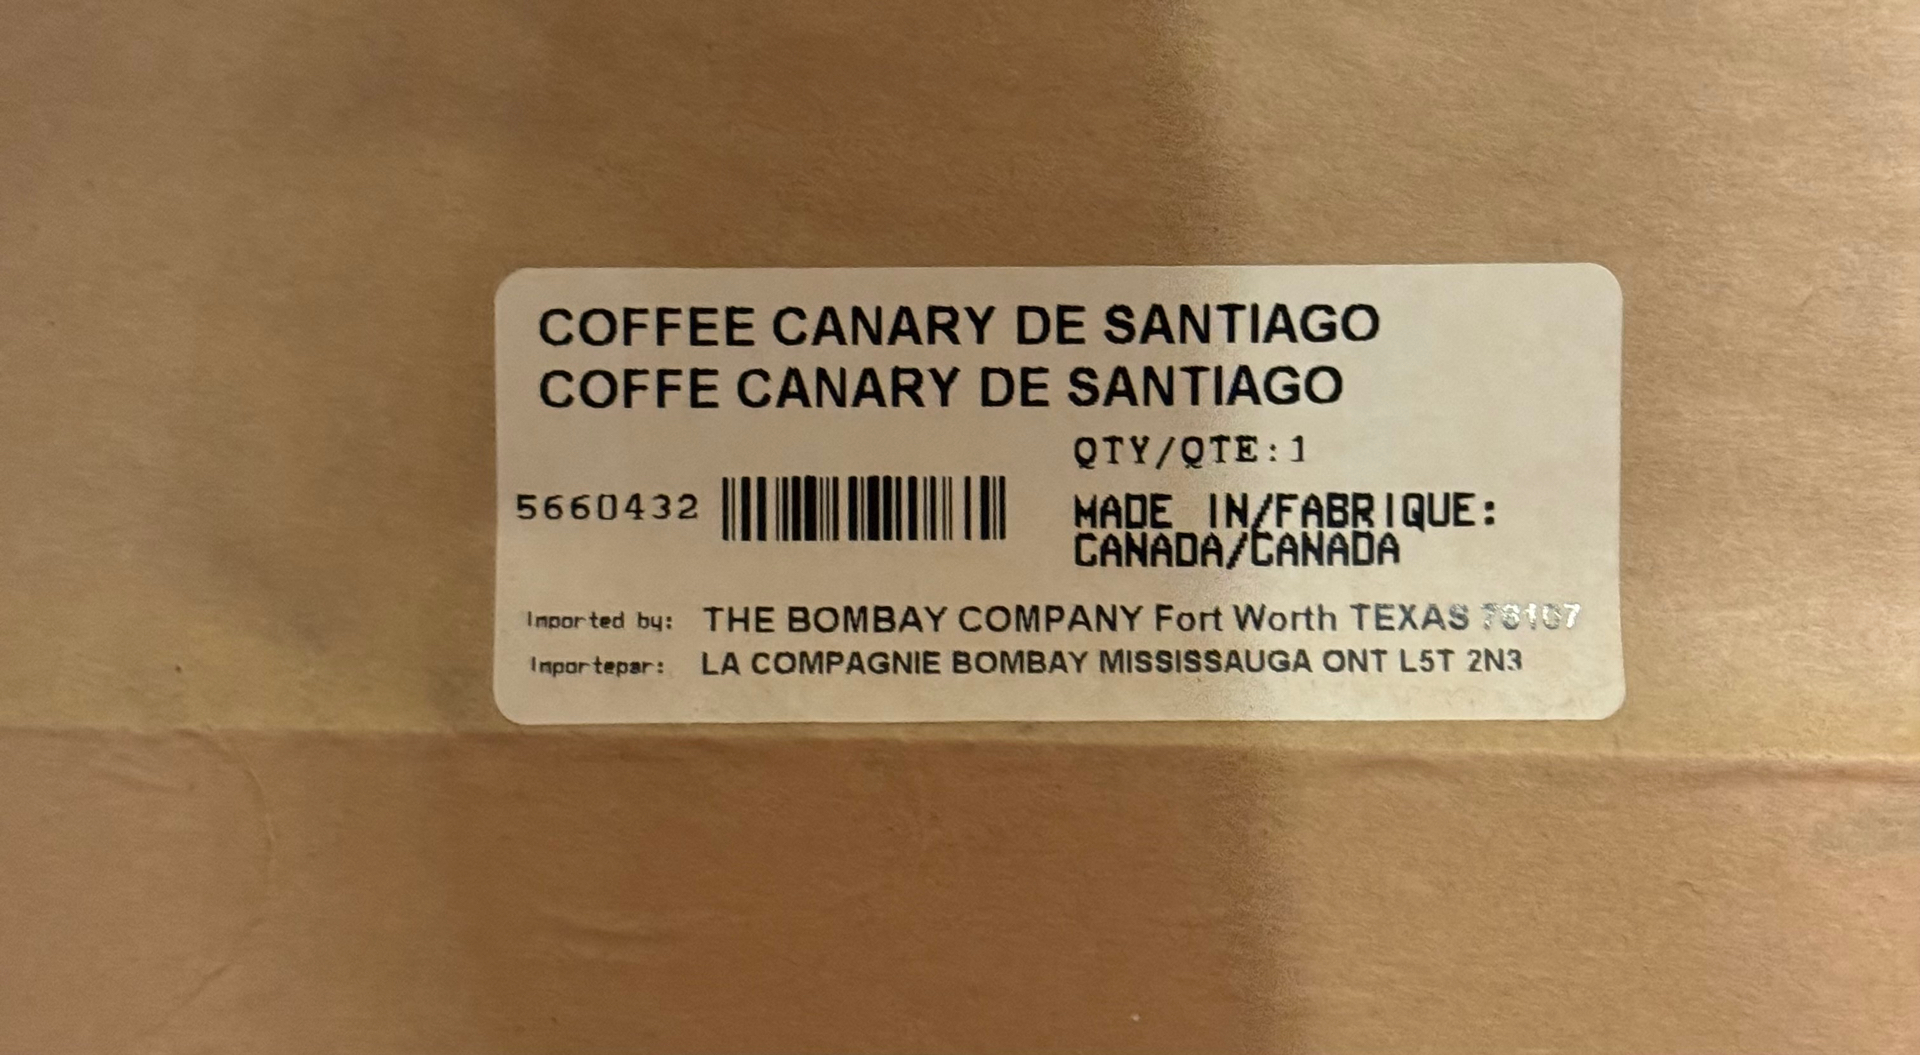 COFFEE CANARY DE SANTIAGO
COFFE CANARY DE SANTIAGO
QTY/QTE: 1
5660432
MADE IN/FABRIQUE:
CANADA/CANADA
Imported by: THE BOMBAY COMPANY Fort Worth TEXAS 76107
Importepar: LA COMPAGNIE BOMBAY MISSISSAUGA ONT L5T 2N3